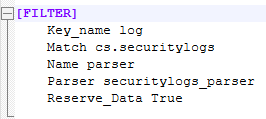 [FILTER]
Key_name log
Match cs.securitylogs
Name parser
Parser securitylogs_parser
Reserve_Data True